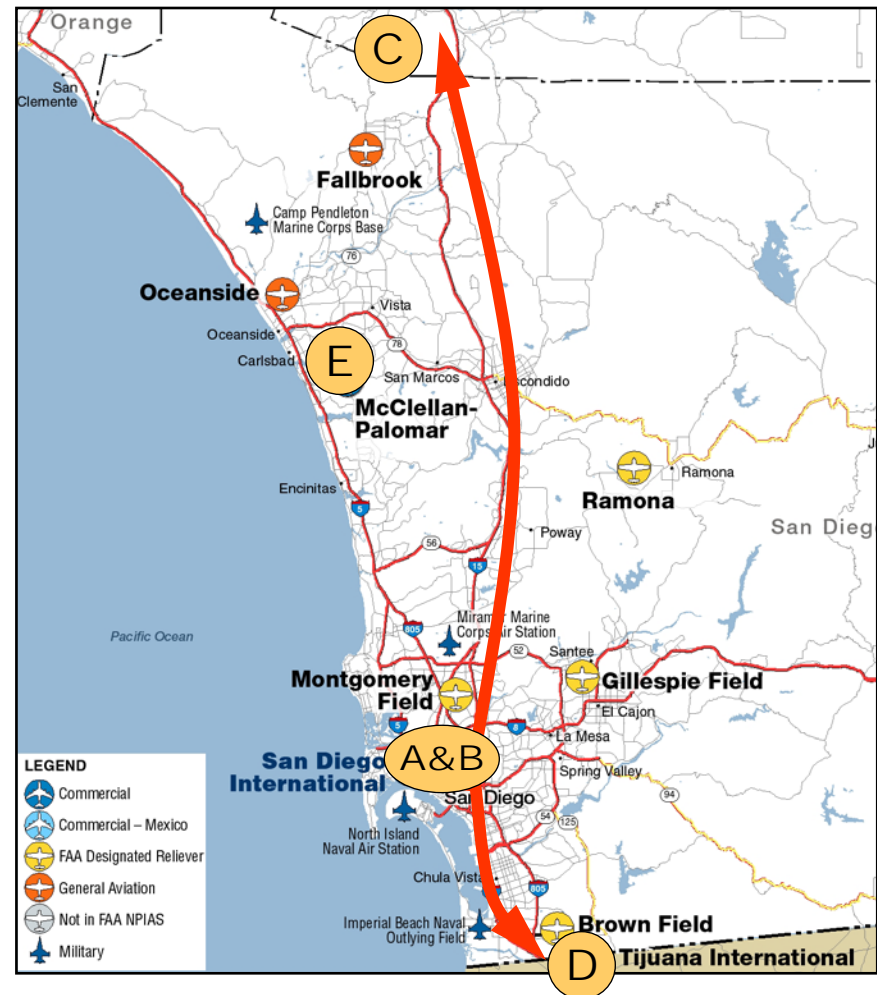 Orange
C
San
Clemente
Fallbrook
Camp Pendleton
Marine Corps Base
76
Oceanside
Vista
Oceanside
78
Carlsbad
E
San Marcos
Escondido
McClellan-
Palomar
Ramona
Ramona
Encinitas
5
San Dieg
Poway
56
15
Pacific Ocean
805
Miramar Marine
Corps Air Station
52
Santee
Montgomery
Field
Gillespie Field
El Cajon
5
8
La Mesa
San Diego
International
A&B
Spring Valley
San Diego
94
North Island
Naval Air Station
54
125
Chula Vista
805
Imperial Beach Naval
Outlying Field
Brown Field
D
Tijuana International
LEGEND
Commercial
Commercial – Mexico
FAA Designated Reliever
General Aviation
Not in FAA NPIAS
Military